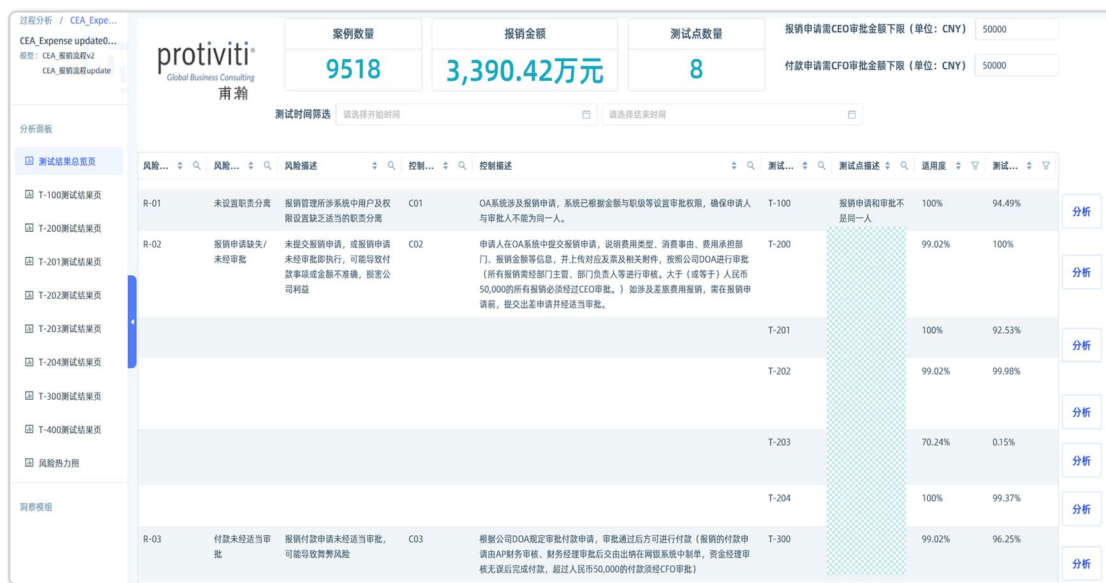 过程分析 / CEA_Expe...
CEA_Expense update0...
模型: CEA_报销流程v2
CEA_报销流程update
分析面板
测试结果总览页
T-100测试结果页
T-200测试结果页
T-201测试结果页
T-202测试结果页
T-203测试结果页
T-204测试结果页
T-300测试结果页
T-400测试结果页
风险热力图
洞察模组
protiviti
Global Business Consulting
甫瀚
案例数量
9518
报销金额
3,390.42万元
测试点数量
8
报销申请需CEO审批金额下限（单位：CNY） 50000
付款申请需CFO审批金额下限（单位：CNY） 50000
测试时间筛选 请选择开始时间 请选择结束时间
风险... 风险... 风险描述 控制... 控制描述 测试... 测试点描述 适用度 测试...
R-01 未设置职责分离 报销管理所涉系统中用户及权 C01 OA系统涉及报销申请，系统已根据金额与职级等设置审批权限，确保申请人 T-100 报销申请和审批不 100% 94.49% 分析
限设置缺乏适当的职责分离 与审批人不能为同一人。 是同一人
R-02 报销申请缺失/ 未提交报销申请，或报销申请 C02 申请人在OA系统中提交报销申请，说明费用类型、消费事由、费用承担部 T-200 99.02% 100% 分析
未经审批 未经审批即执行，可能导致付 门、报销金额等信息，并上传对应发票及相关附件，按照公司DOA进行审批
款事项或金额不准确，损害公 （所有报销需经部门主管、部门负责人等进行审核。大于（或等于）人民币
司利益 50,000的所有报销必须经过CEO审批。）如涉及差旅费用报销，需在报销申
请前，提交出差申请并经适当审批。
T-201 100% 92.53% 分析
T-202 99.02% 99.98% 分析
T-203 70.24% 0.15% 分析
T-204 100% 99.37% 分析
R-03 付款未经适当审 报销付款申请未经适当审批， C03 根据公司DOA规定审批付款申请，审批通过后方可进行付款（报销的付款申 T-300 99.02% 96.25% 分析
批 可能导致舞弊风险 请由AP财务审核、财务经理审批后交由出纳在网银系统中制单，资金经理审
核无误后完成付款，超过人民币50,000的付款须经CFO审批）